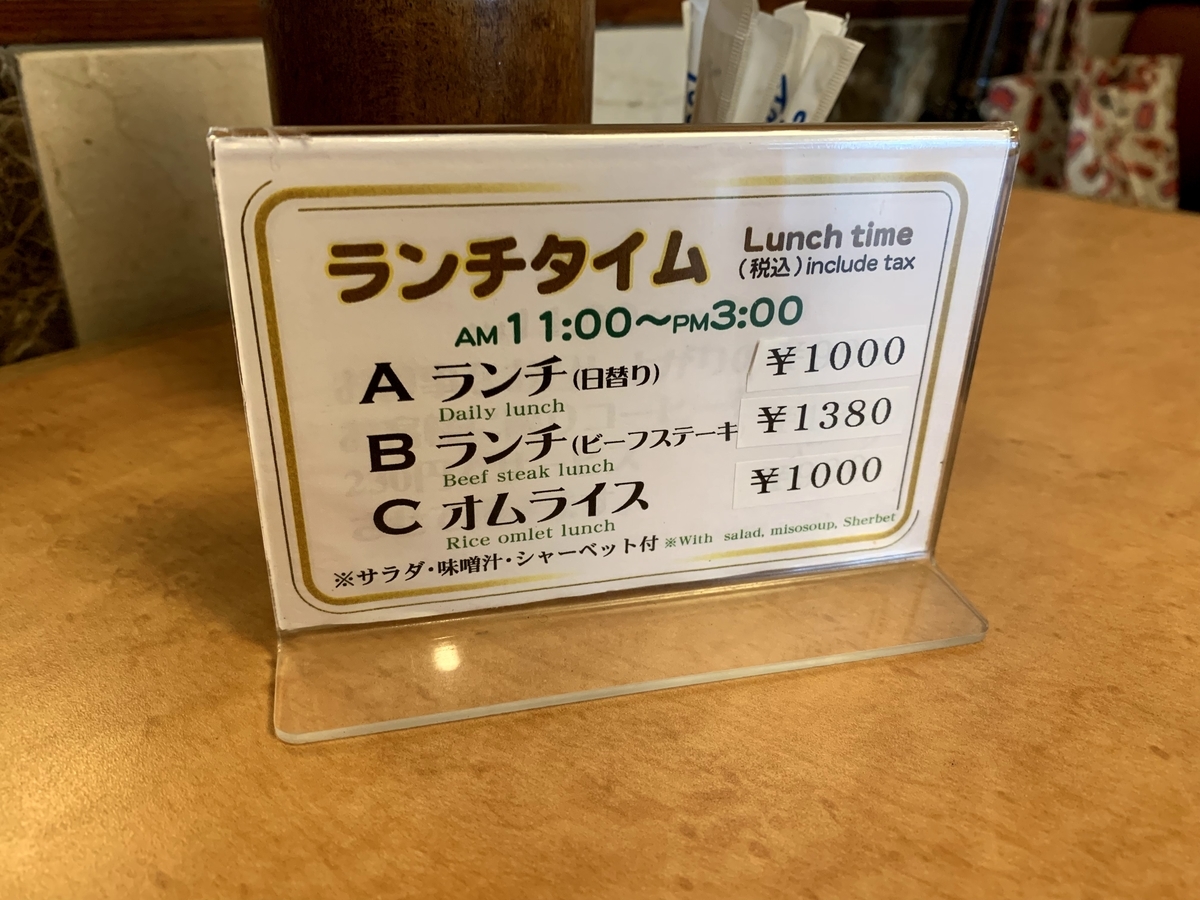 ランチタイム Lunch time
(税込) include tax
AM 11:00～PM3:00
A ランチ (日替り) ¥1000
Daily lunch
B ランチ (ビーフステーキ ¥1380
Beef steak lunch
C オムライス ¥1000
Rice omlet lunch
※サラダ・味噌汁・シャーベット付 ※With salad, misosoup, Sherbet